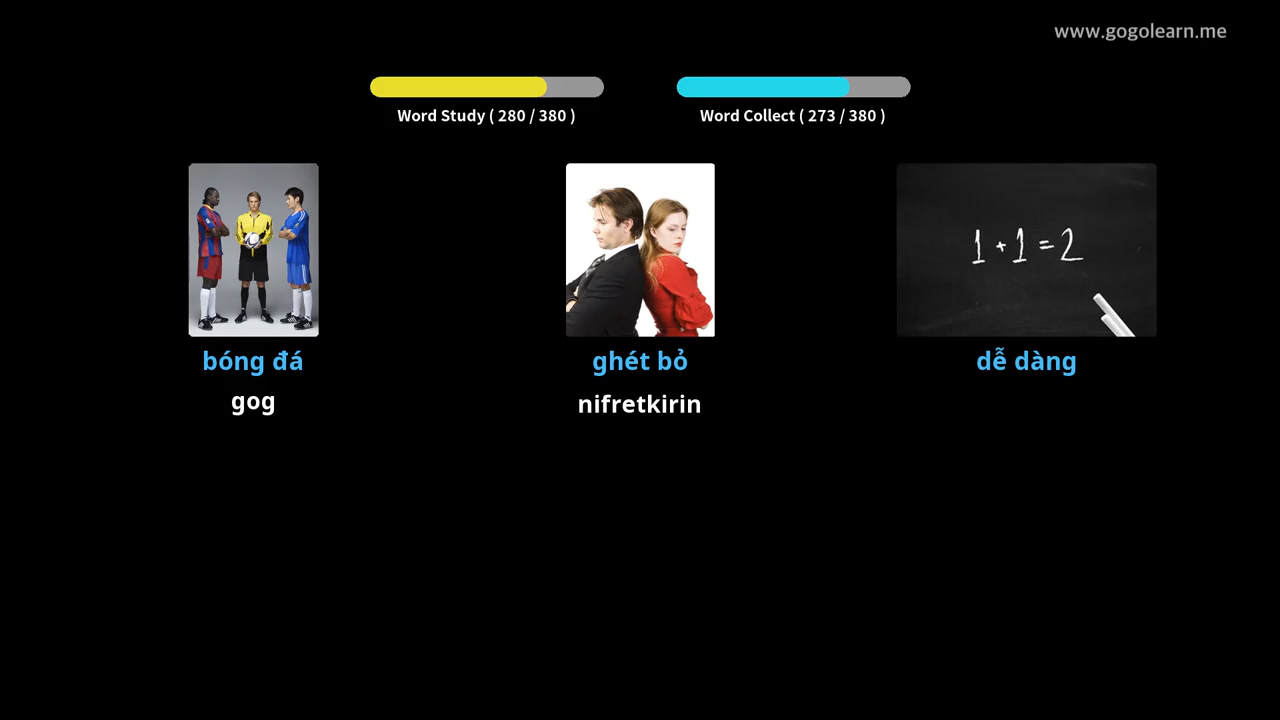 www.gogolearn.me
Word Study ( 280 / 380 )
Word Collect ( 273 / 380 )
1 + 1 = 2
bóng đá
ghét bỏ
dễ dàng
gog
nifretkirin